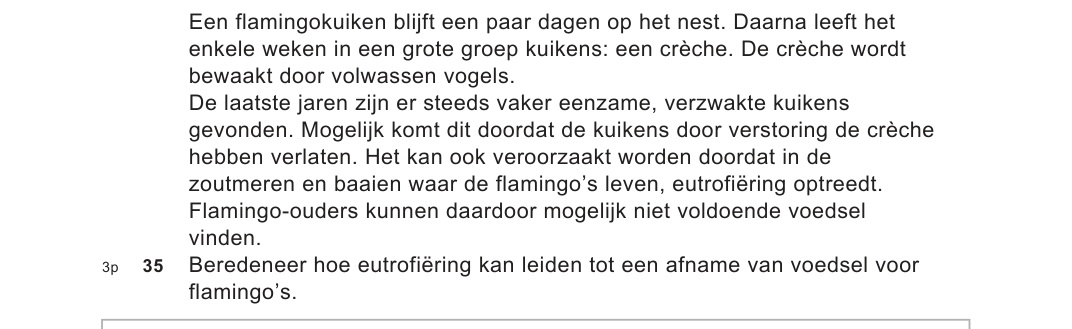 Een flamingokuiken blijft een paar dagen op het nest. Daarna leeft het
enkele weken in een grote groep kuikens: een crèche. De crèche wordt
bewaakt door volwassen vogels.
De laatste jaren zijn er steeds vaker eenzame, verzwakte kuikens
gevonden. Mogelijk komt dit doordat de kuikens door verstoring de crèche
hebben verlaten. Het kan ook veroorzaakt worden doordat in de
zoutmeren en baaien waar de flamingo’s leven, eutrofiëring optreedt.
Flamingo-ouders kunnen daardoor mogelijk niet voldoende voedsel
vinden.
3p 35 Beredeneer hoe eutrofiëring kan leiden tot een afname van voedsel voor
flamingo’s.